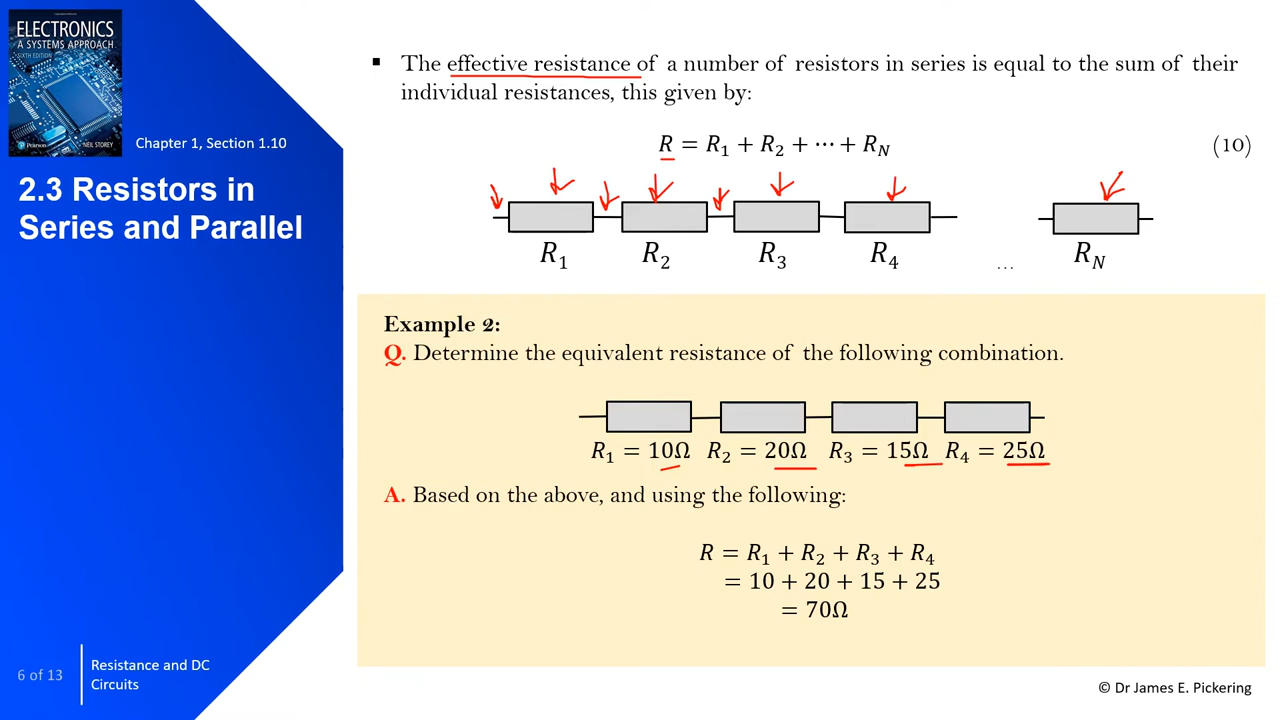 ELECTRONICS
A SYSTEMS APPROACH
SIXTH EDITION
Pearson
NEIL STOREY
Chapter 1, Section 1.10
2.3 Resistors in
Series and Parallel
▪ The effective resistance of a number of resistors in series is equal to the sum of their
individual resistances, this given by:
R = R₁ + R₂ + ⋯ + R_N (10)
R₁ R₂ R₃ R₄ … R_N
Example 2:
Q. Determine the equivalent resistance of the following combination.
R₁ = 10Ω R₂ = 20Ω R₃ = 15Ω R₄ = 25Ω
A. Based on the above, and using the following:
R = R₁ + R₂ + R₃ + R₄
= 10 + 20 + 15 + 25
= 70Ω
6 of 13
Resistance and DC
Circuits
© Dr James E. Pickering